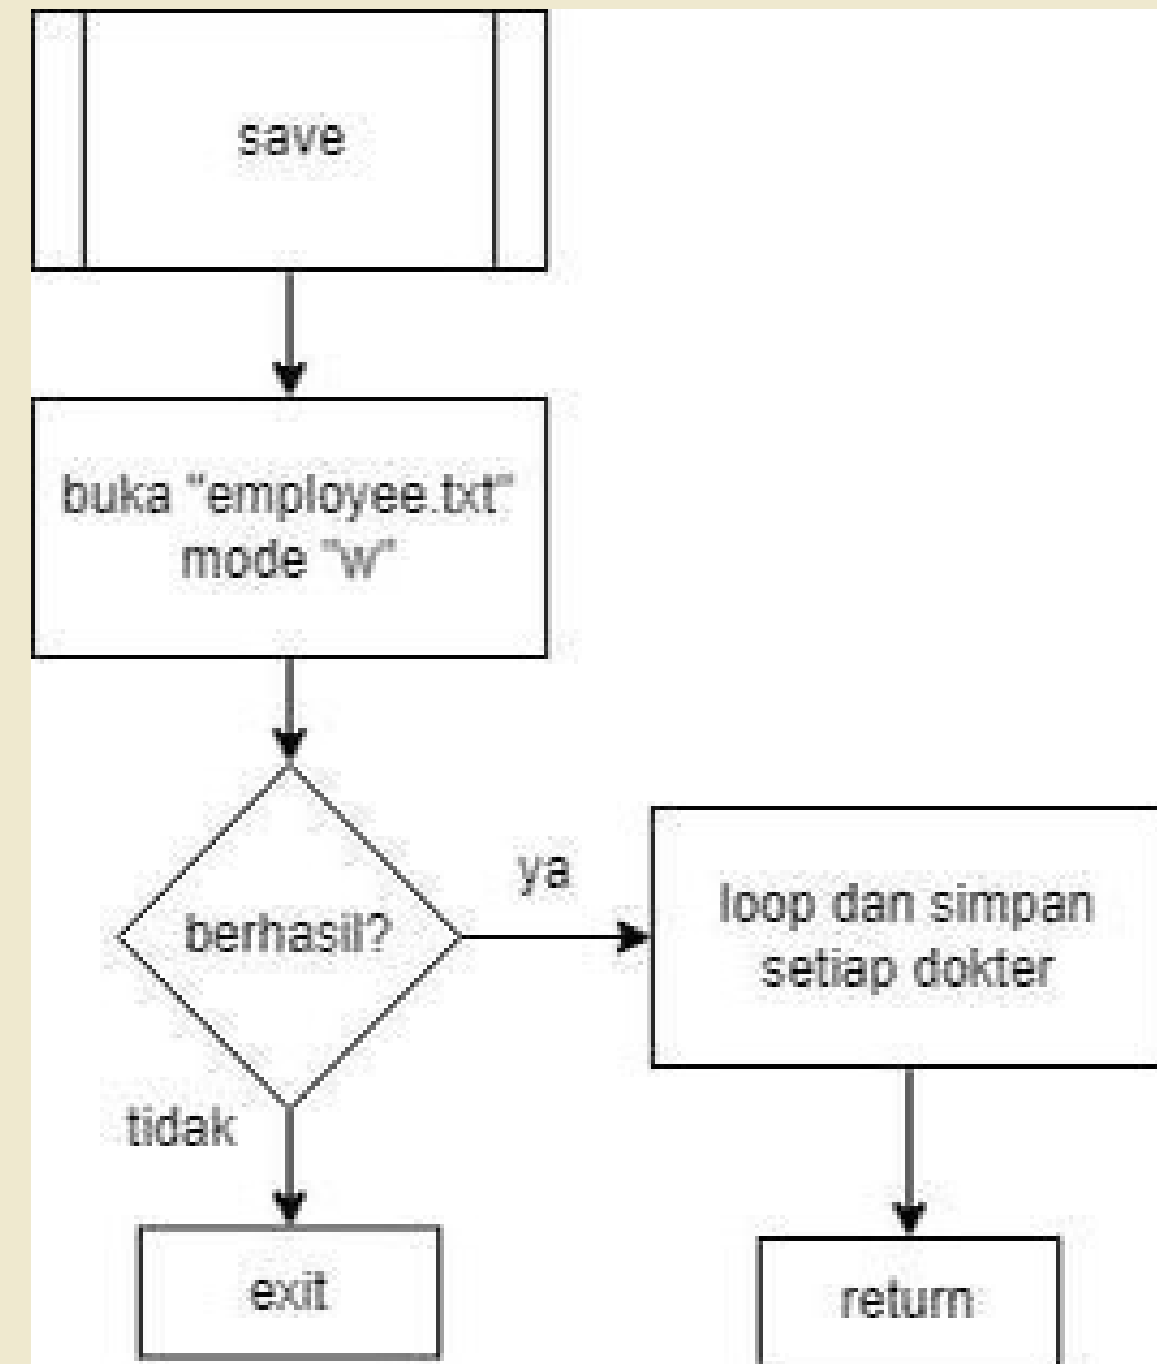 save
buka "employee.txt"
mode "w"
berhasil?
ya
loop dan simpan
setiap dokter
tidak
exit
return